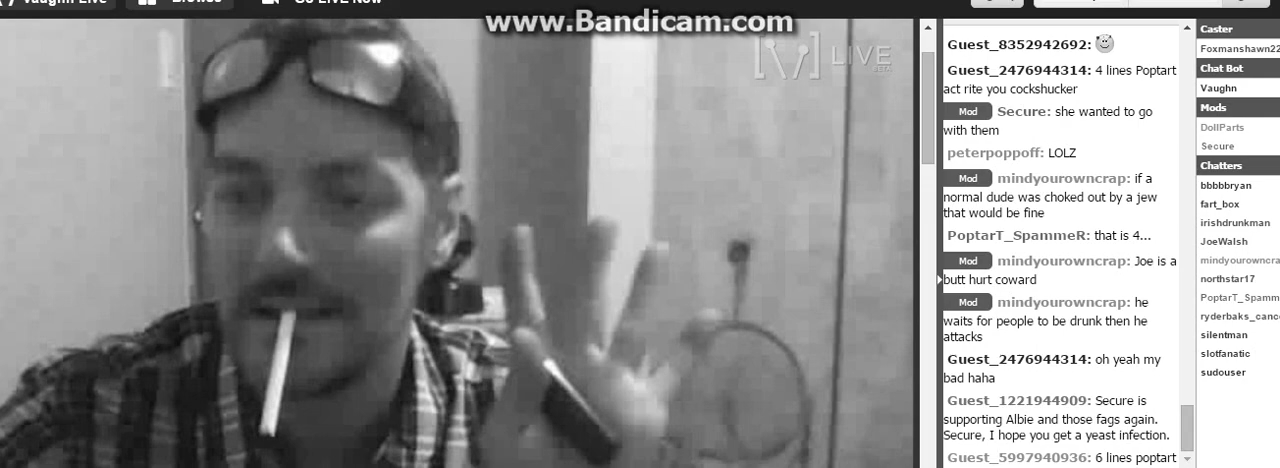 Vaughn Live
Browse
Go LIVE Now
www.Bandicam.com
LIVE
BETA
Guest_8352942692:
Guest_2476944314: 4 lines Poptart
act rite you cockshucker
Mod Secure: she wanted to go
with them
peterpoppoff: LOLZ
Mod mindyourowncrap: if a
normal dude was choked out by a jew
that would be fine
PoptarT_SpammeR: that is 4...
Mod mindyourowncrap: Joe is a
butt hurt coward
Mod mindyourowncrap: he
waits for people to be drunk then he
attacks
Guest_2476944314: oh yeah my
bad haha
Guest_1221944909: Secure is
supporting Albie and those fags again.
Secure, I hope you get a yeast infection.
Guest_5997940936: 6 lines poptart
Caster
Foxmanshawn22
Chat Bot
Vaughn
Mods
DollParts
Secure
Chatters
bbbbbryan
fart_box
irishdrunkman
JoeWalsh
mindyourowncra
northstar17
PoptarT_Spamm
ryderbaks_canc
silentman
slotfanatic
sudouser